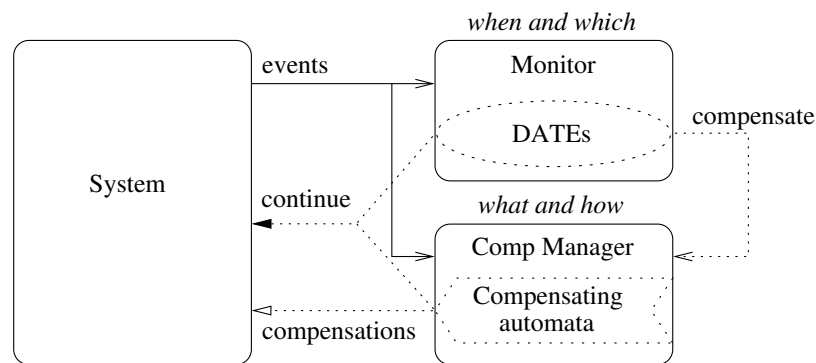 when and which
events
Monitor
DATEs
compensate
System
continue
what and how
Comp Manager
Compensating
automata
compensations